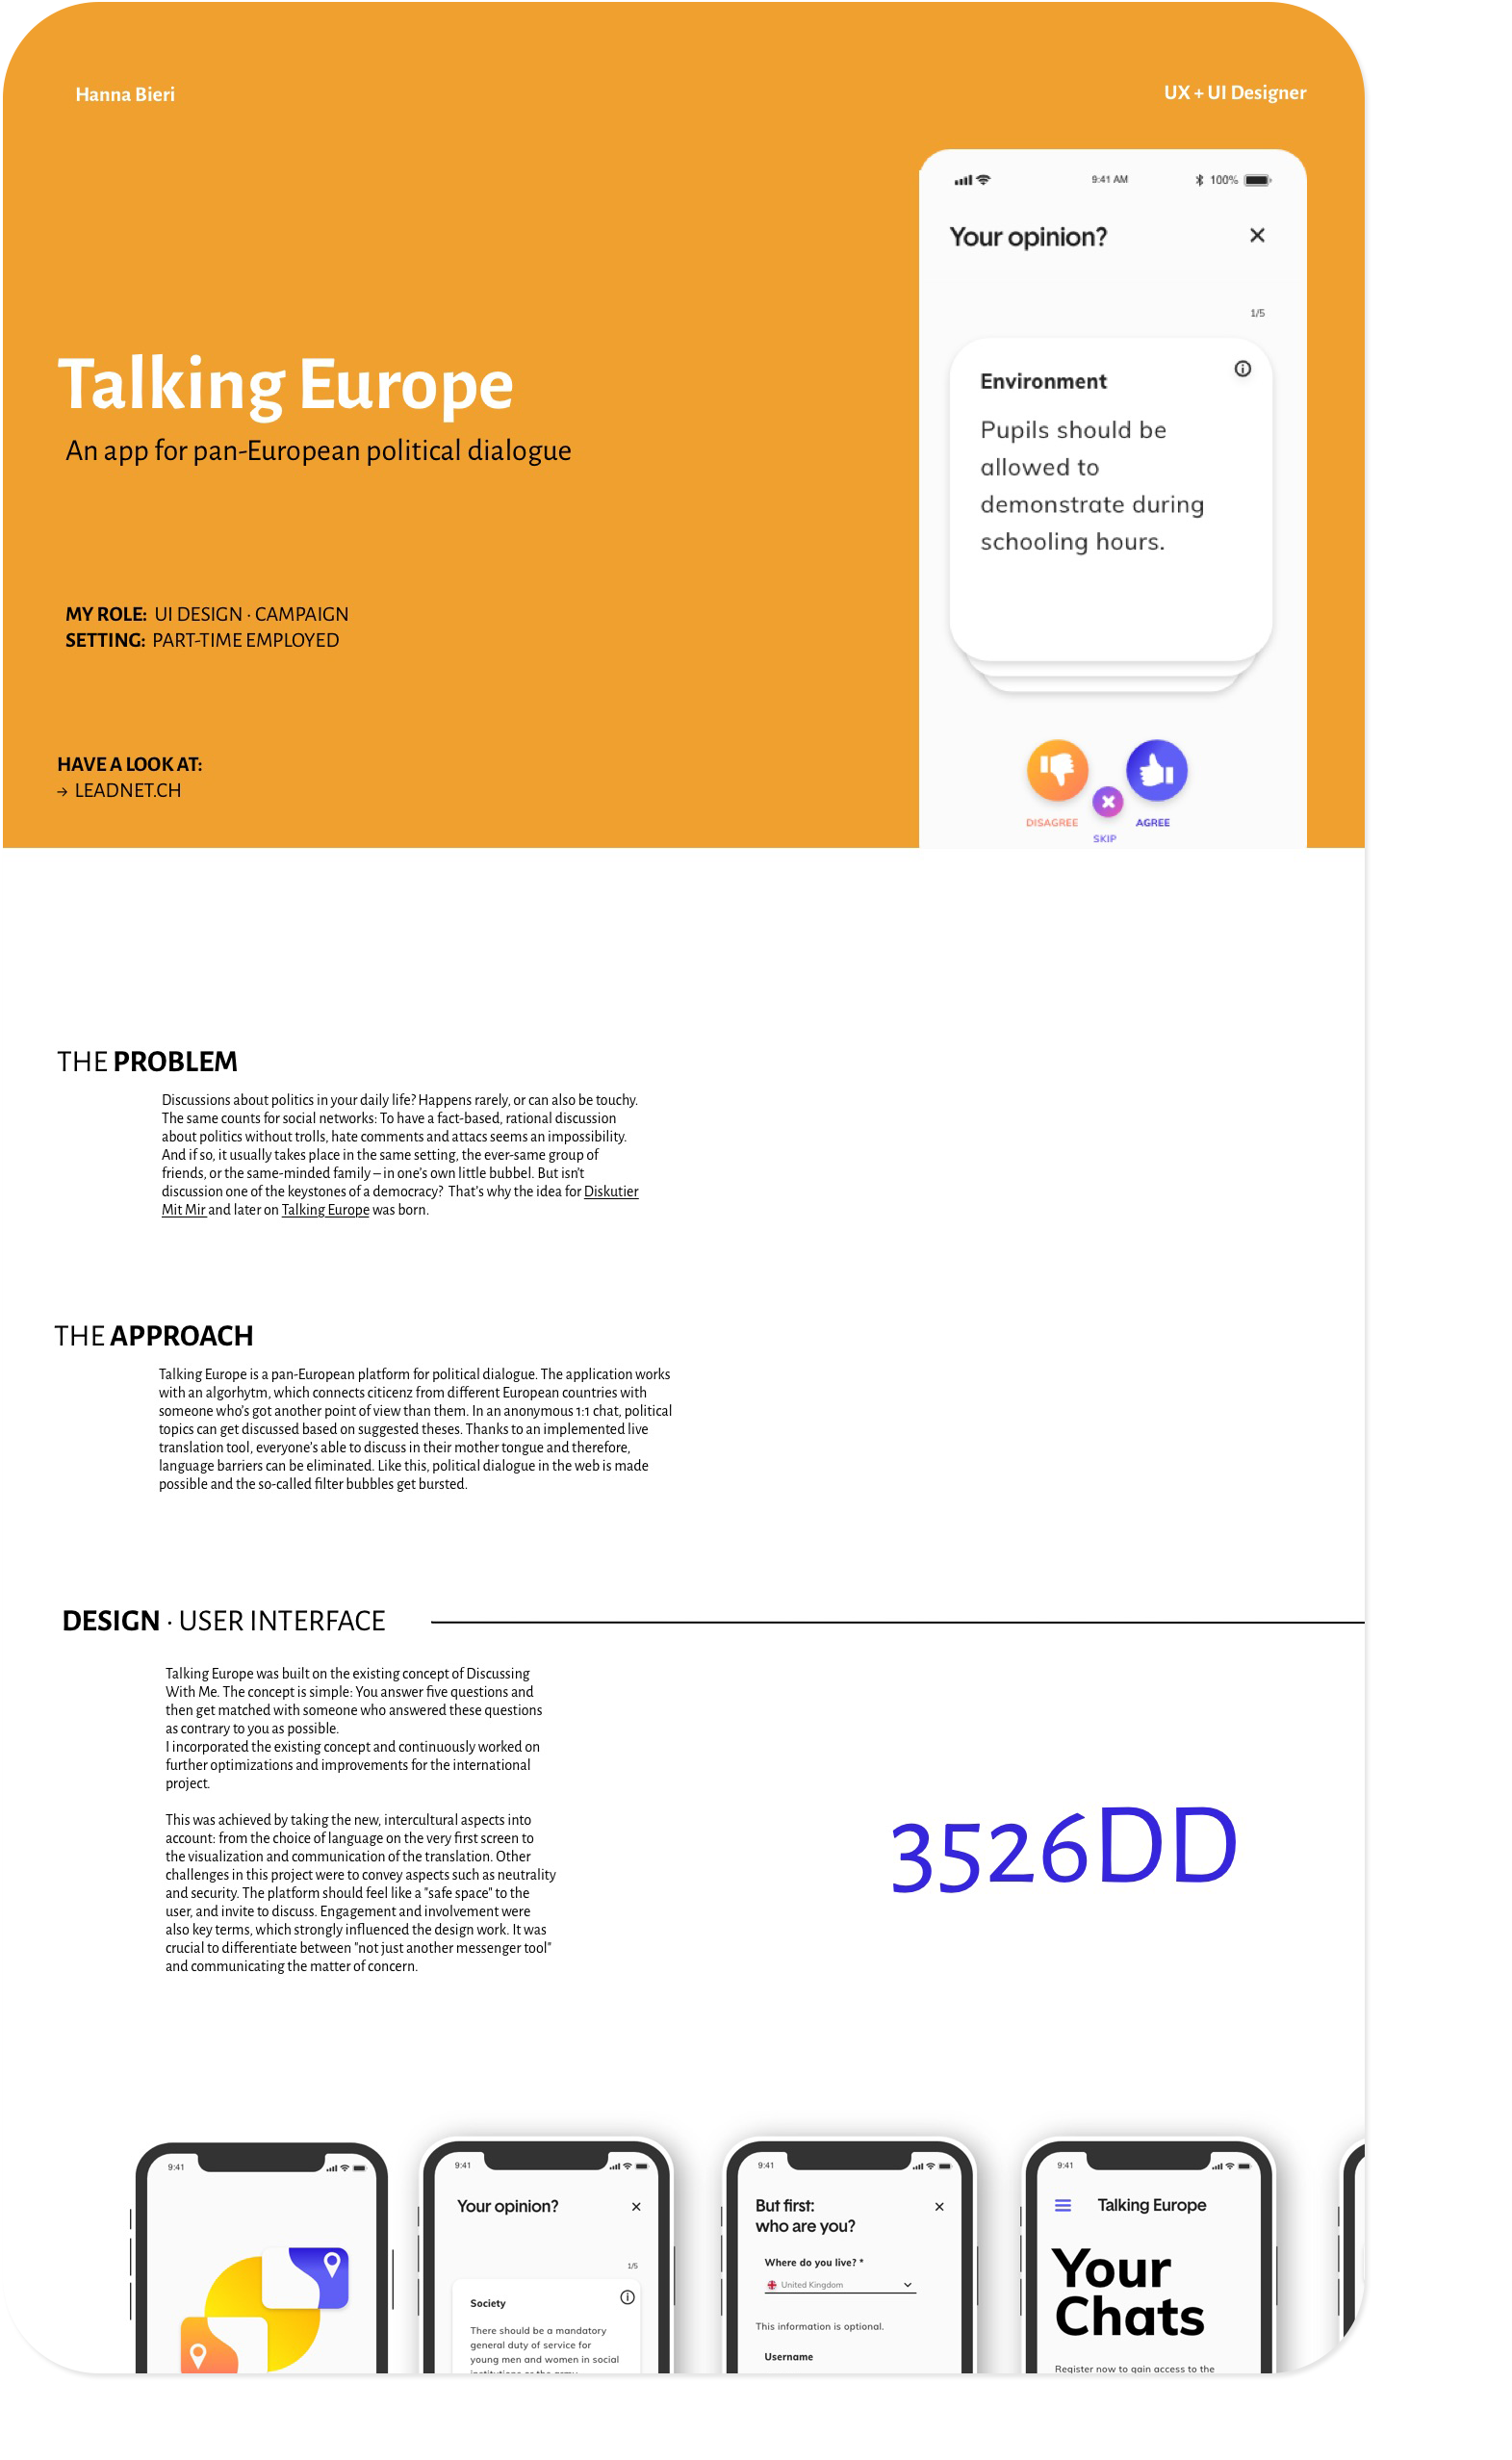 Hanna Bieri
UX + UI Designer
9:41 AM
100%
Your opinion?
1/5
Environment
Pupils should be
allowed to
demonstrate during
schooling hours.
DISAGREE
AGREE
SKIP
Talking Europe
An app for pan-European political dialogue
MY ROLE: UI DESIGN · CAMPAIGN
SETTING: PART-TIME EMPLOYED
HAVE A LOOK AT:
→ LEADNET.CH
THE PROBLEM
Discussions about politics in your daily life? Happens rarely, or can also be touchy.
The same counts for social networks: To have a fact-based, rational discussion
about politics without trolls, hate comments and attacs seems an impossibility.
And if so, it usually takes place in the same setting, the ever-same group of
friends, or the same-minded family – in one's own little bubbel. But isn't
discussion one of the keystones of a democracy? That's why the idea for Diskutier
Mit Mir and later on Talking Europe was born.
THE APPROACH
Talking Europe is a pan-European platform for political dialogue. The application works
with an algorhytm, which connects citicenz from different European countries with
someone who's got another point of view than them. In an anonymous 1:1 chat, political
topics can get discussed based on suggested theses. Thanks to an implemented live
translation tool, everyone's able to discuss in their mother tongue and therefore,
language barriers can be eliminated. Like this, political dialogue in the web is made
possible and the so-called filter bubbles get bursted.
DESIGN · USER INTERFACE
Talking Europe was built on the existing concept of Discussing
With Me. The concept is simple: You answer five questions and
then get matched with someone who answered these questions
as contrary to you as possible.
I incorporated the existing concept and continuously worked on
further optimizations and improvements for the international
project.
This was achieved by taking the new, intercultural aspects into
account: from the choice of language on the very first screen to
the visualization and communication of the translation. Other
challenges in this project were to convey aspects such as neutrality
and security. The platform should feel like a "safe space" to the
user, and invite to discuss. Engagement and involvement were
also key terms, which strongly influenced the design work. It was
crucial to differentiate between "not just another messenger tool"
and communicating the matter of concern.
3526DD
9:41
9:41
Your opinion?
1/5
Society
There should be a mandatory
general duty of service for
young men and women in social
institutions or the army.
9:41
But first:
who are you?
Where do you live? *
United Kingdom
This information is optional.
Username
9:41
Talking Europe
Your
Chats
Register now to gain access to the